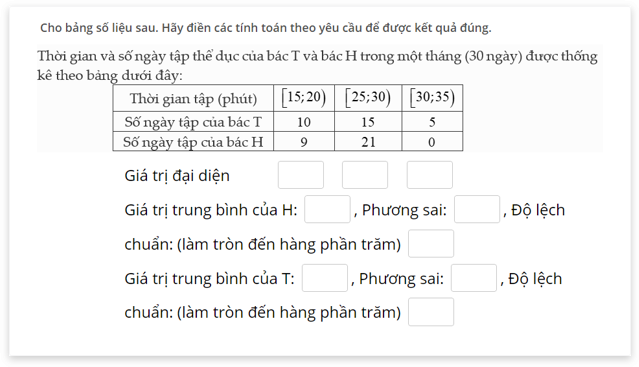 Cho bảng số liệu sau. Hãy điền các tính toán theo yêu cầu để được kết quả đúng.
Thời gian và số ngày tập thể dục của bác T và bác H trong một tháng (30 ngày) được thống
kê theo bảng dưới đây:
Thời gian tập (phút) [15;20) [25;30) [30;35)
Số ngày tập của bác T 10 15 5
Số ngày tập của bác H 9 21 0
Giá trị đại diện
Giá trị trung bình của H: , Phương sai: , Độ lệch
chuẩn: (làm tròn đến hàng phần trăm)
Giá trị trung bình của T: , Phương sai: , Độ lệch
chuẩn: (làm tròn đến hàng phần trăm)